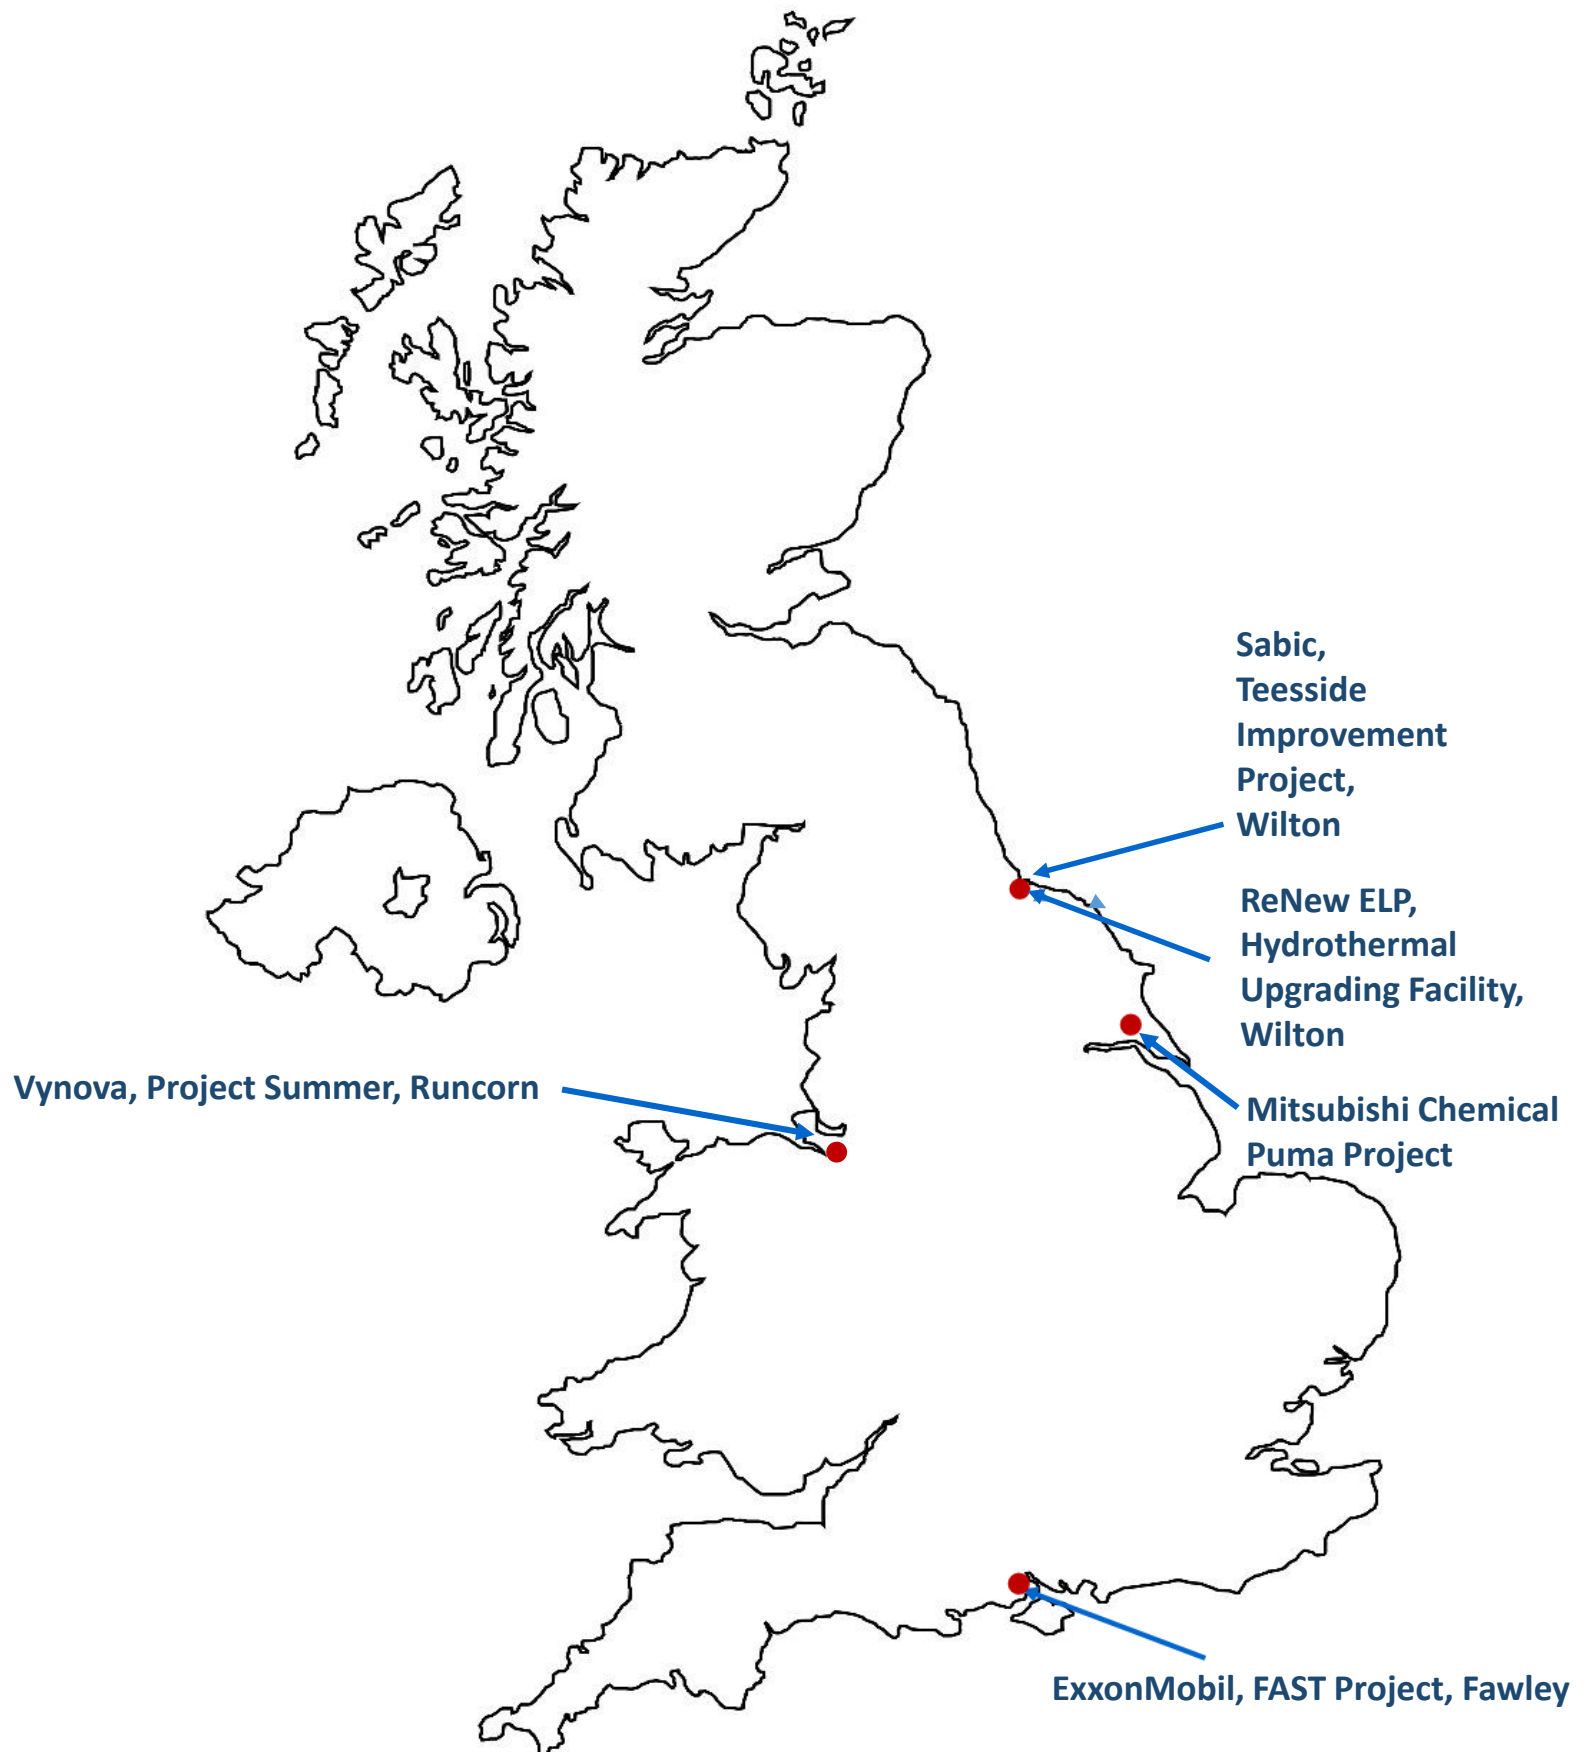 Sabic,
Teesside
Improvement
Project,
Wilton
ReNew ELP,
Hydrothermal
Upgrading Facility,
Wilton
Vynova, Project Summer, Runcorn
Mitsubishi Chemical
Puma Project
ExxonMobil, FAST Project, Fawley